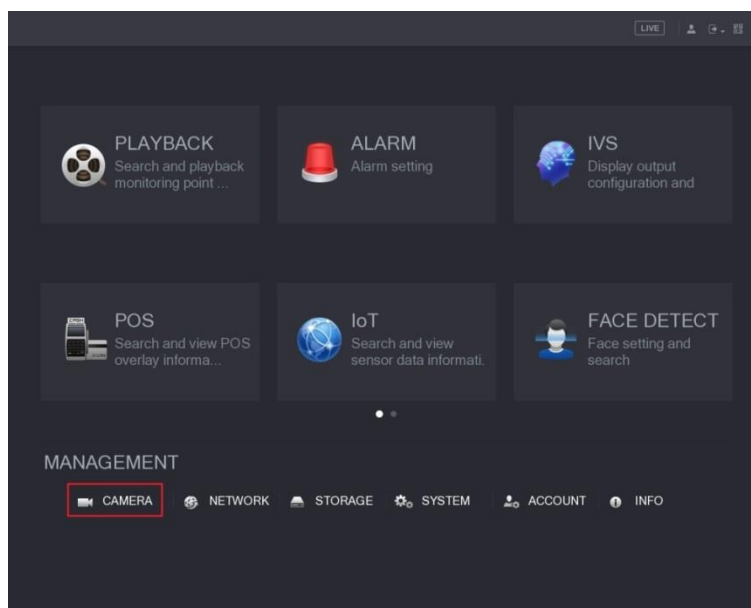 LIVE
PLAYBACK
Search and playback
monitoring point ...
ALARM
Alarm setting
IVS
Display output
configuration and
POS
Search and view POS
overlay informa...
IoT
Search and view
sensor data informati.
FACE DETECT
Face setting and
search
MANAGEMENT
CAMERA NETWORK STORAGE SYSTEM ACCOUNT INFO